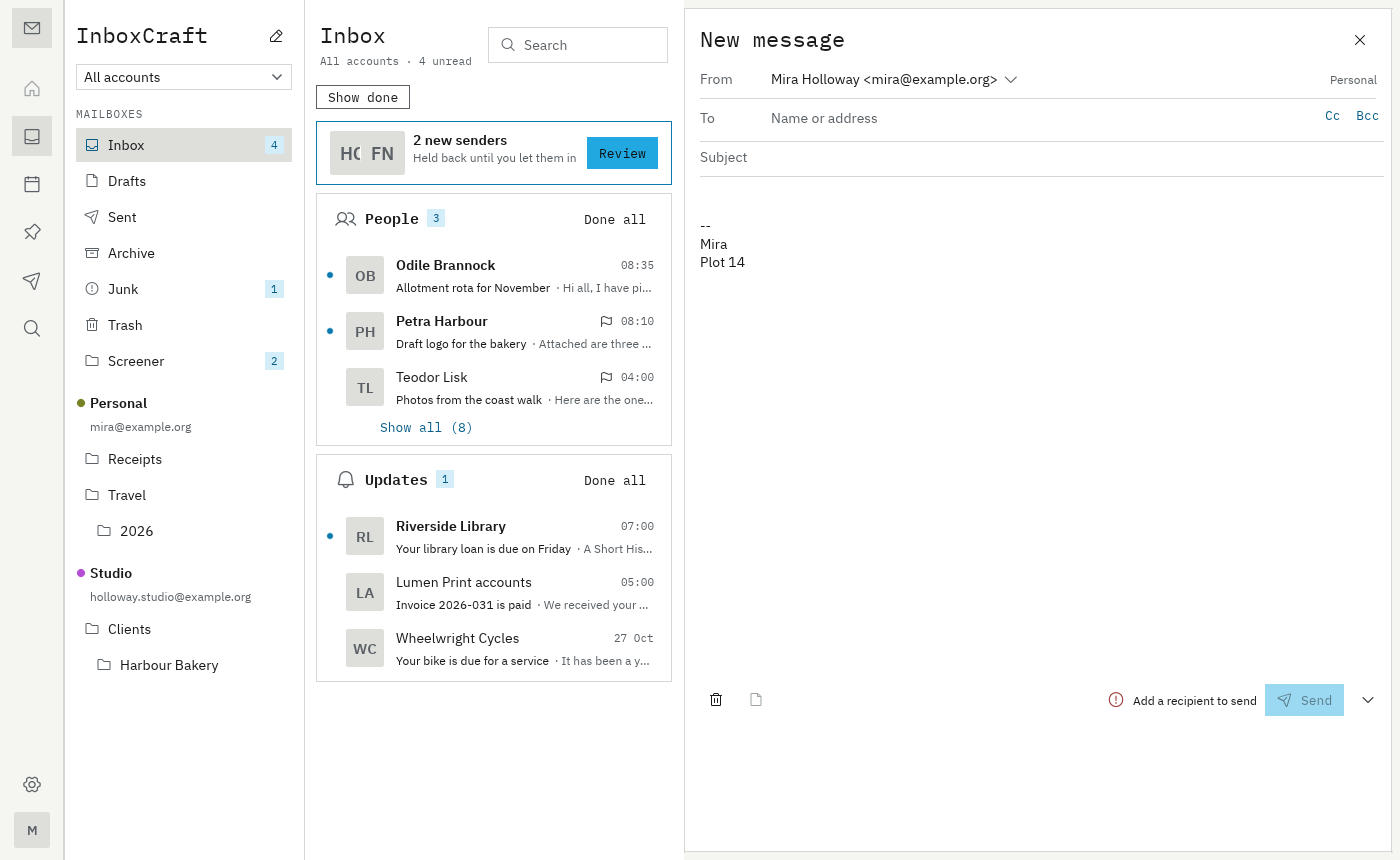 InboxCraft
All accounts
MAILBOXES
Inbox 4
Drafts
Sent
Archive
Junk 1
Trash
Screener 2
Personal
mira@example.org
Receipts
Travel
2026
Studio
holloway.studio@example.org
Clients
Harbour Bakery
M
Inbox
All accounts · 4 unread
Search
Show done
FN
2 new senders
Held back until you let them in
Review
People 3
Done all
OB
Odile Brannock 08:35
Allotment rota for November · Hi all, I have pi…
PH
Petra Harbour 08:10
Draft logo for the bakery · Attached are three …
TL
Teodor Lisk 04:00
Photos from the coast walk · Here are the one…
Show all (8)
Updates 1
Done all
RL
Riverside Library 07:00
Your library loan is due on Friday · A Short His…
LA
Lumen Print accounts 05:00
Invoice 2026-031 is paid · We received your …
WC
Wheelwright Cycles 27 Oct
Your bike is due for a service · It has been a y…
New message
From Mira Holloway <mira@example.org> Personal
To Name or address Cc Bcc
Subject
--
Mira
Plot 14
Add a recipient to send
Send